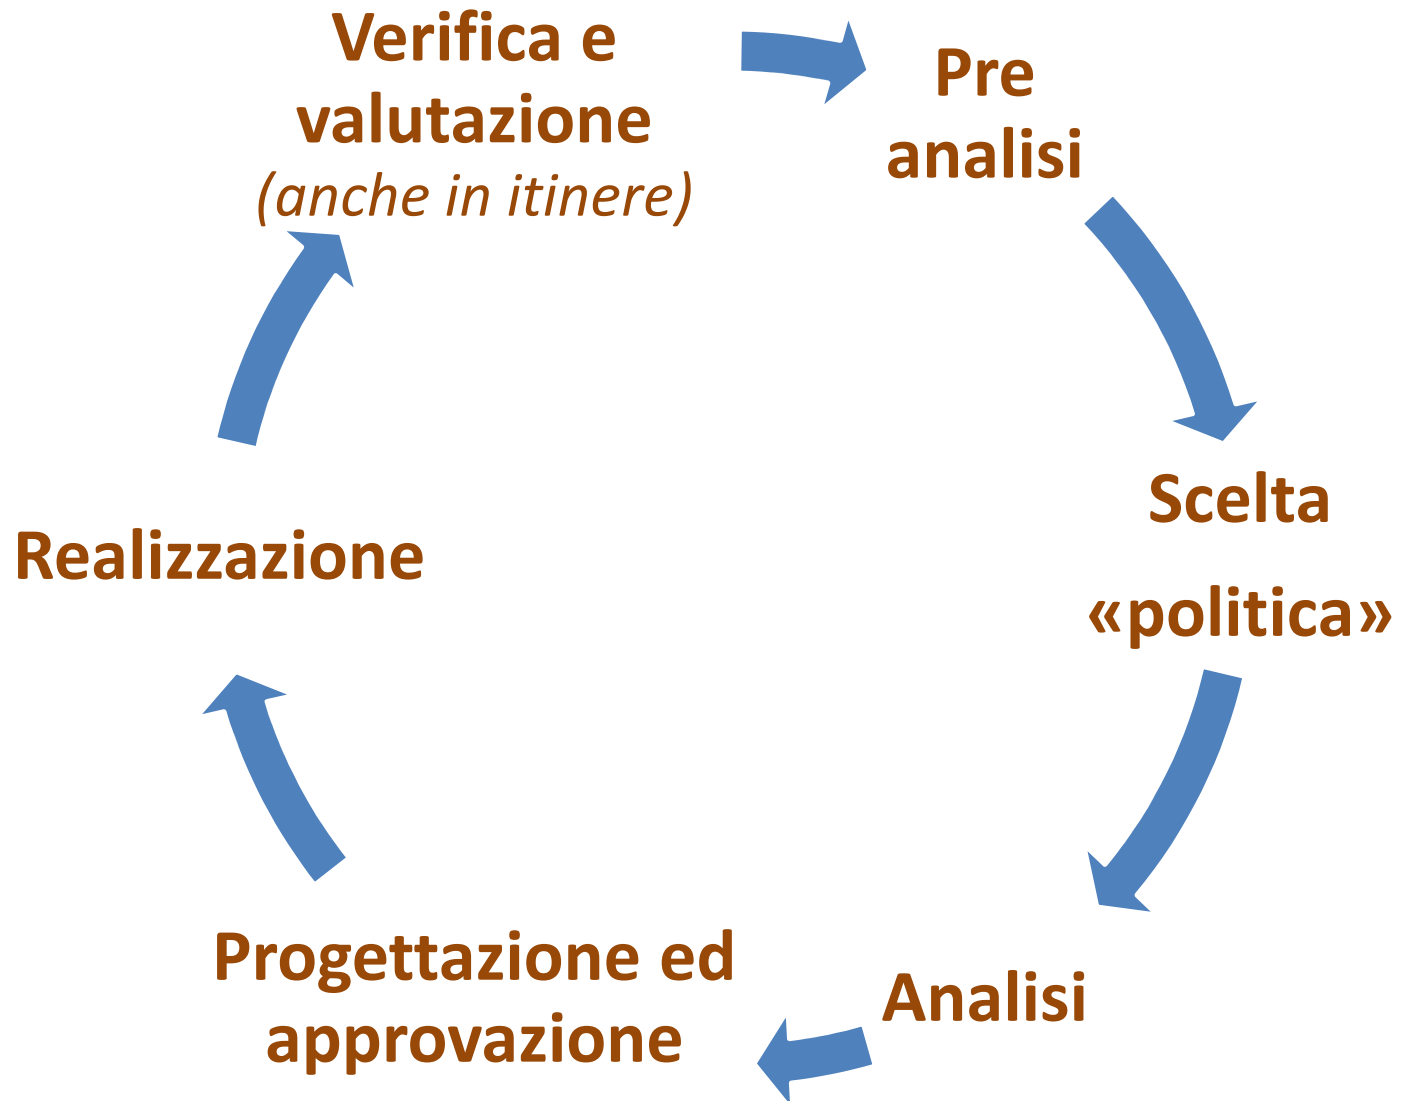 Verifica e
valutazione
(anche in itinere)
Pre
analisi
Scelta
«politica»
Analisi
Progettazione ed
approvazione
Realizzazione